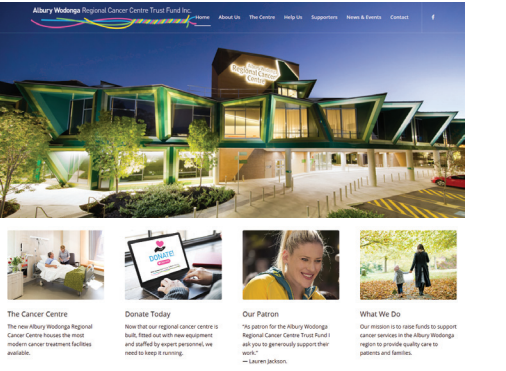 Albury Wodonga Regional Cancer Centre Trust Fund Inc.
Home About Us The Centre Help Us Supporters News & Events Contact f
Albury Wodonga
Regional Cancer
Centre
DONATE!
The Cancer Centre
The new Albury Wodonga Regional
Cancer Centre houses the most
modern cancer treatment facilities
available.
Donate Today
Now that our regional cancer centre is
built, fitted out with new equipment
and staffed by expert personnel, we
need to keep it running.
Our Patron
"As patron for the Albury Wodonga
Regional Cancer Centre Trust Fund I
ask you to generously support their
work."
— Lauren Jackson.
What We Do
Our mission is to raise funds to support
cancer services in the Albury Wodonga
region to provide quality care to
patients and families.